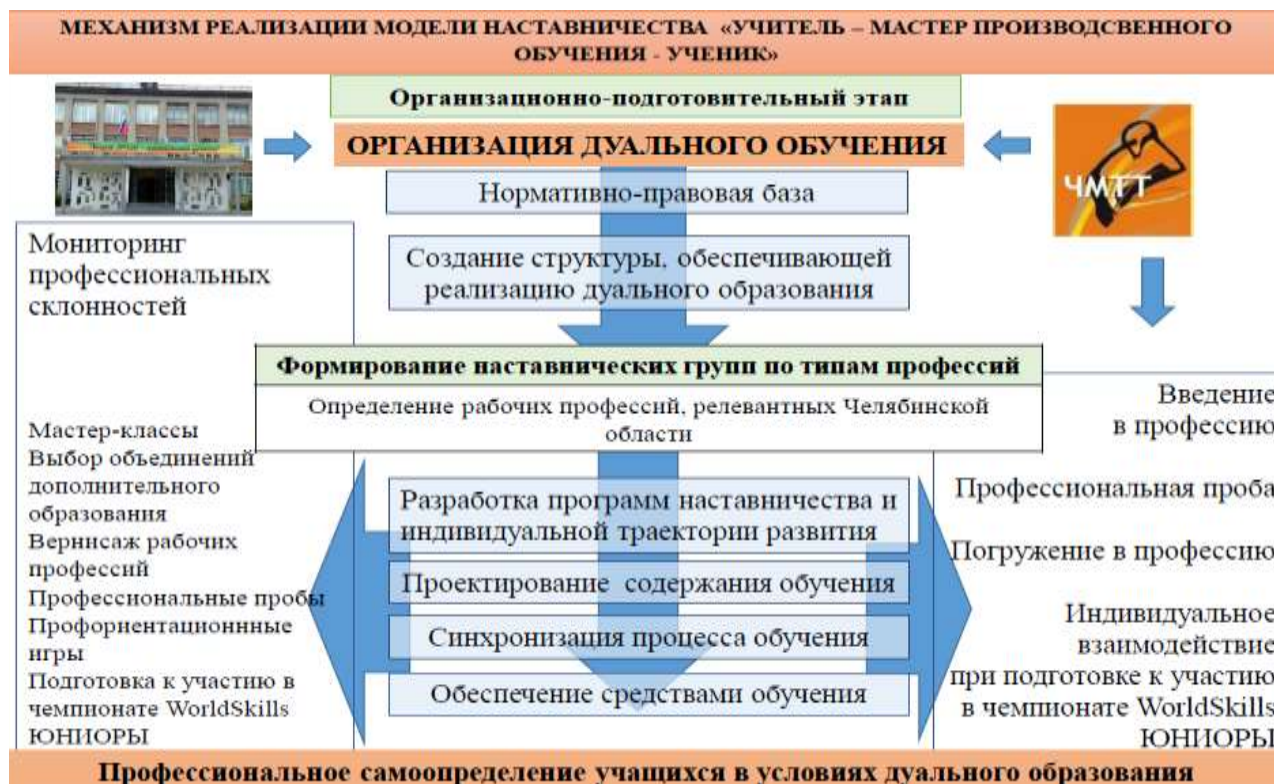 МЕХАНИЗМ РЕАЛИЗАЦИИ МОДЕЛИ НАСТАВНИЧЕСТВА «УЧИТЕЛЬ – МАСТЕР ПРОИЗВОДСВЕННОГО
ОБУЧЕНИЯ - УЧЕНИК»
Организационно-подготовительный этап
ОРГАНИЗАЦИЯ ДУАЛЬНОГО ОБУЧЕНИЯ
ЧМТТ
Нормативно-правовая база
Создание структуры, обеспечивающей
реализацию дуального образования
Мониторинг
профессиональных
склонностей
Мастер-классы
Выбор объединений
дополнительного
образования
Вернисаж рабочих
профессий
Профессиональные пробы
Профориентационнные
игры
Подготовка к участию в
чемпионате WorldSkills
ЮНИОРЫ
Формирование наставнических групп по типам профессий
Определение рабочих профессий, релевантных Челябинской
области
Разработка программ наставничества и
индивидуальной траектории развития
Проектирование содержания обучения
Синхронизация процесса обучения
Обеспечение средствами обучения
Введение
в профессию
Профессиональная проба
Погружение в профессию
Индивидуальное
взаимодействие
при подготовке к участию
в чемпионате WorldSkills
ЮНИОРЫ
Профессиональное самоопределение учащихся в условиях дуального образования